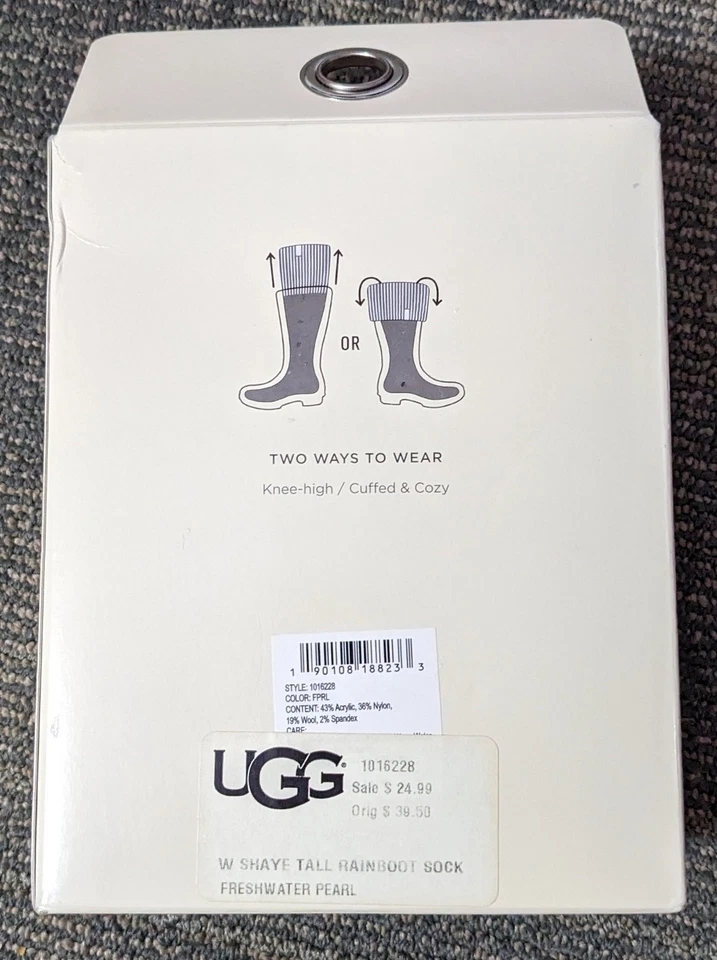 OR
TWO WAYS TO WEAR
Knee-high / Cuffed & Cozy
1 90108 18823 3
STYLE: 1016228
COLOR: FPRL
CONTENT: 43% Acrylic, 36% Nylon,
19% Wool, 2% Spandex
CARE:
UGG® 1016228
Sale $ 24.99
Orig $ 39.50
W SHAYE TALL RAINBOOT SOCK
FRESHWATER PEARL